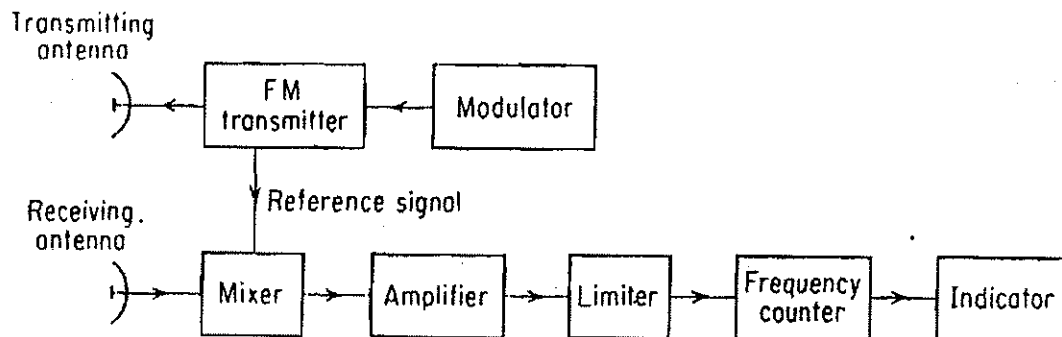 Transmitting
antenna
FM
transmitter
Modulator
Reference signal
Receiving.
antenna
Mixer
Amplifier
Limiter
Frequency
counter
Indicator